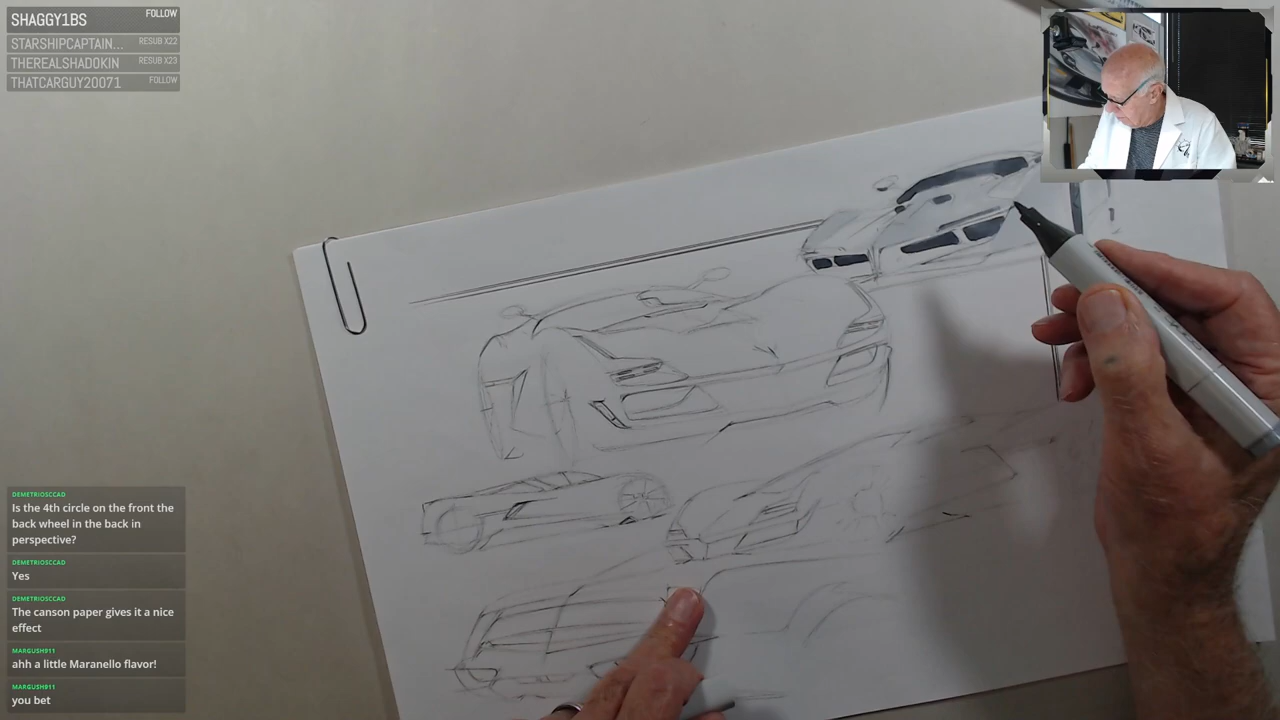 SHAGGY1BS FOLLOW
STARSHIPCAPTAIN... RESUB X22
THEREALSHADOKIN RESUB X23
THATCARGUY20071 FOLLOW
DEMETRIOSCCAD
Is the 4th circle on the front the
back wheel in the back in
perspective?
DEMETRIOSCCAD
Yes
DEMETRIOSCCAD
The canson paper gives it a nice
effect
MARGUSH911
ahh a little Maranello flavor!
MARGUSH911
you bet